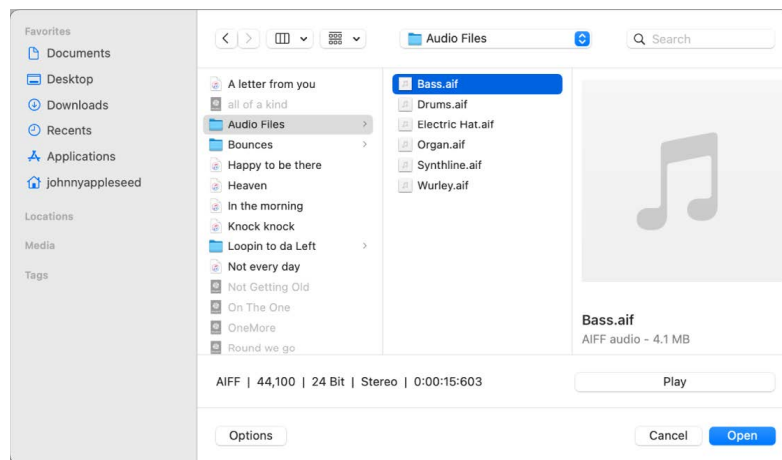 Favorites
Documents
Desktop
Downloads
Recents
Applications
johnnyappleseed
Locations
Media
Tags
Audio Files
Search
A letter from you
all of a kind
Audio Files
Bounces
Happy to be there
Heaven
In the morning
Knock knock
Loopin to da Left
Not every day
Not Getting Old
On The One
OneMore
Round we go
Bass.aif
Drums.aif
Electric Hat.aif
Organ.aif
Synthline.aif
Wurley.aif
Bass.aif
AIFF audio - 4.1 MB
AIFF | 44,100 | 24 Bit | Stereo | 0:00:15:603
Play
Options
Cancel
Open